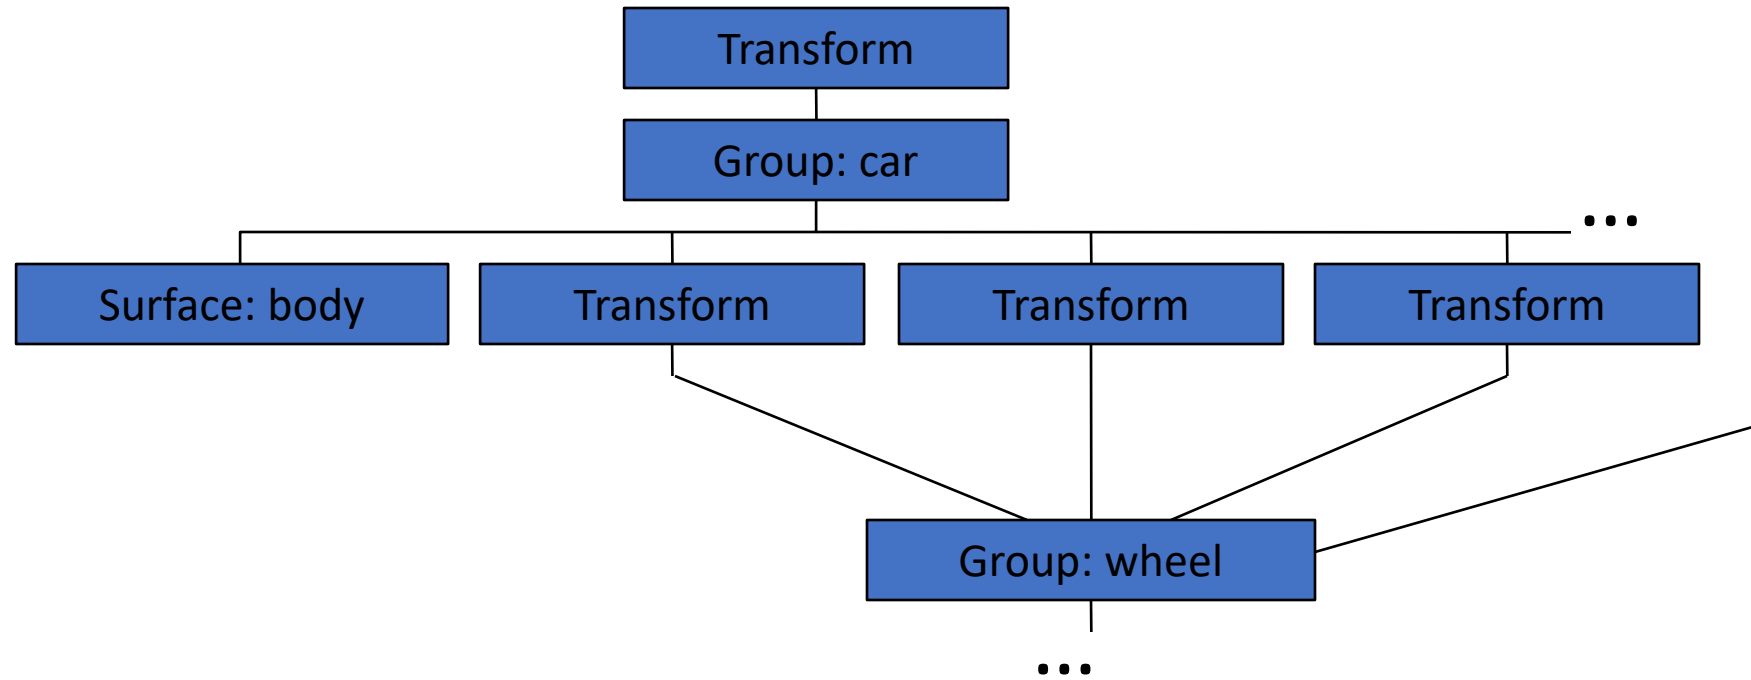 Transform
Group: car
...
Surface: body
Transform
Transform
Transform
Group: wheel
...